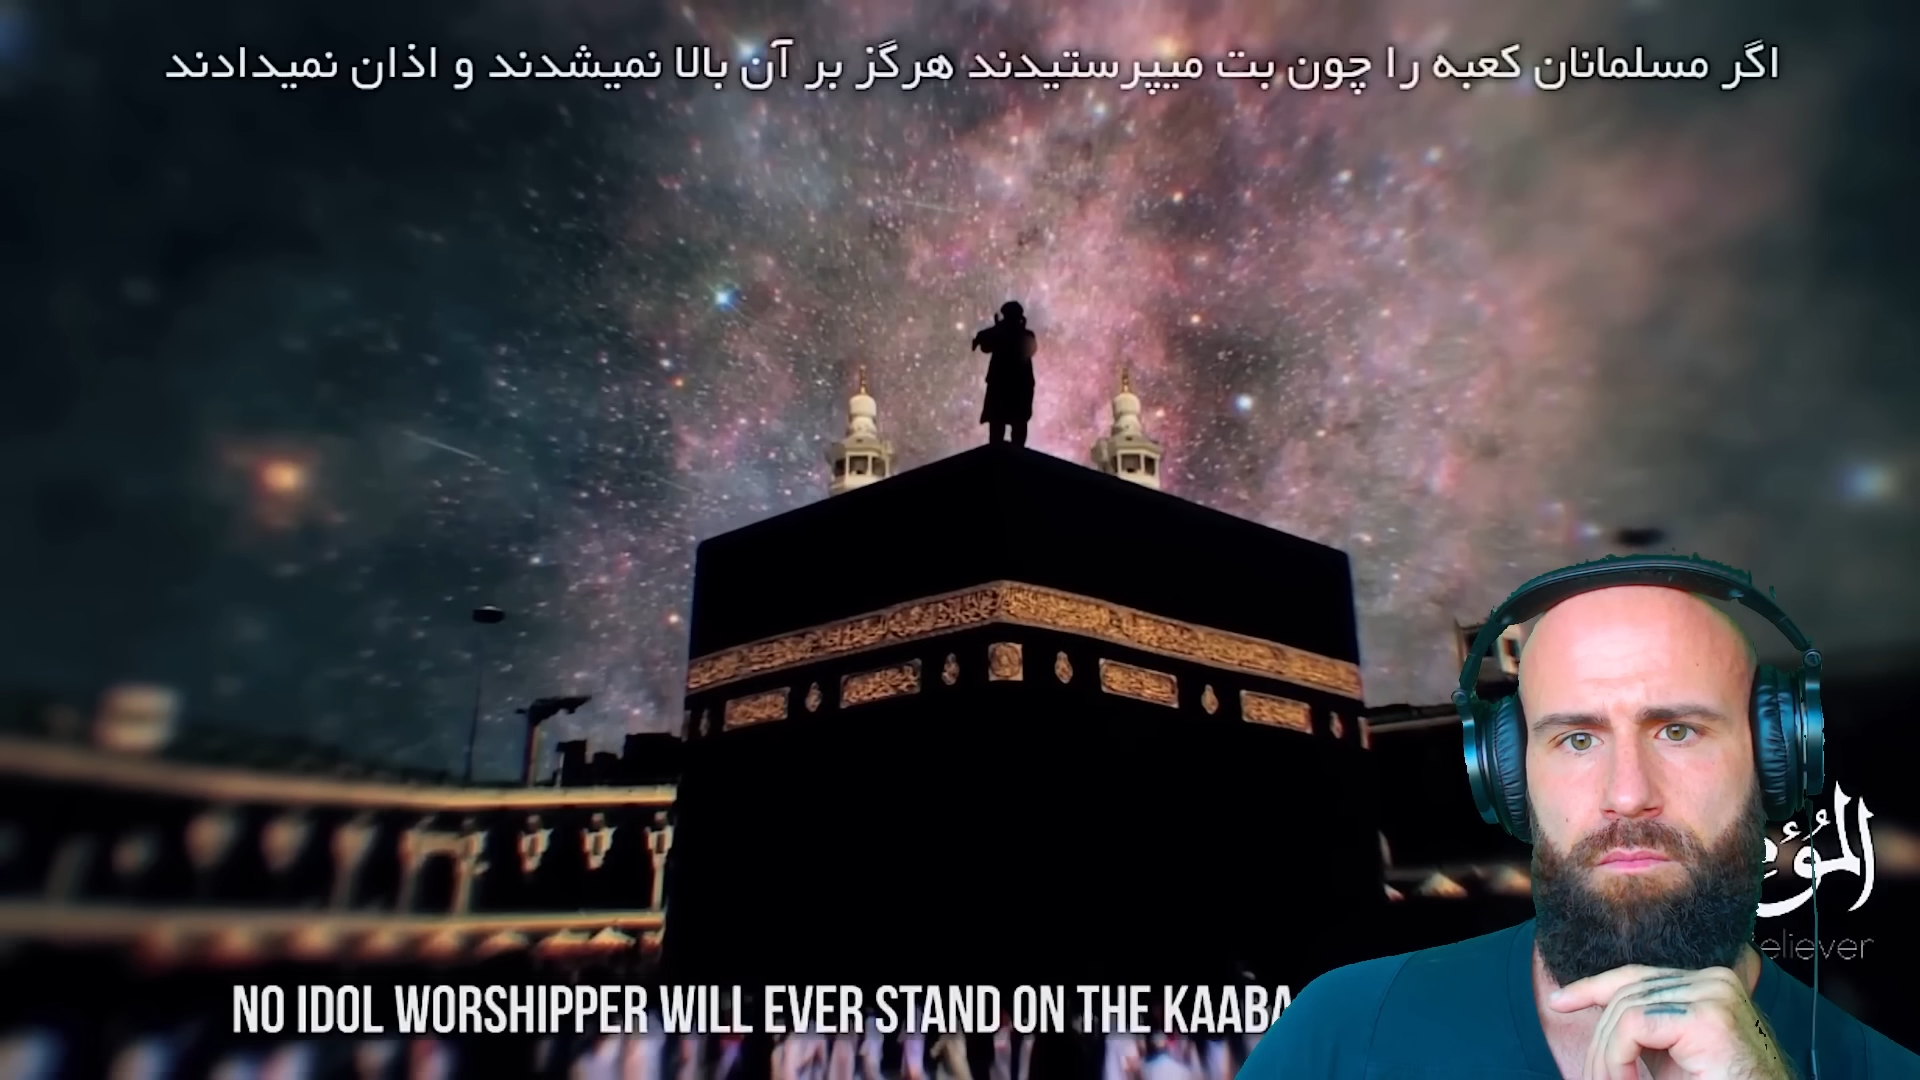 اگر مسلمانان کعبه را چون بت میپرستیدند هرگز بر آن بالا نمیشدند و اذان نمیدادند
NO IDOL WORSHIPPER WILL EVER STAND ON THE KAABA